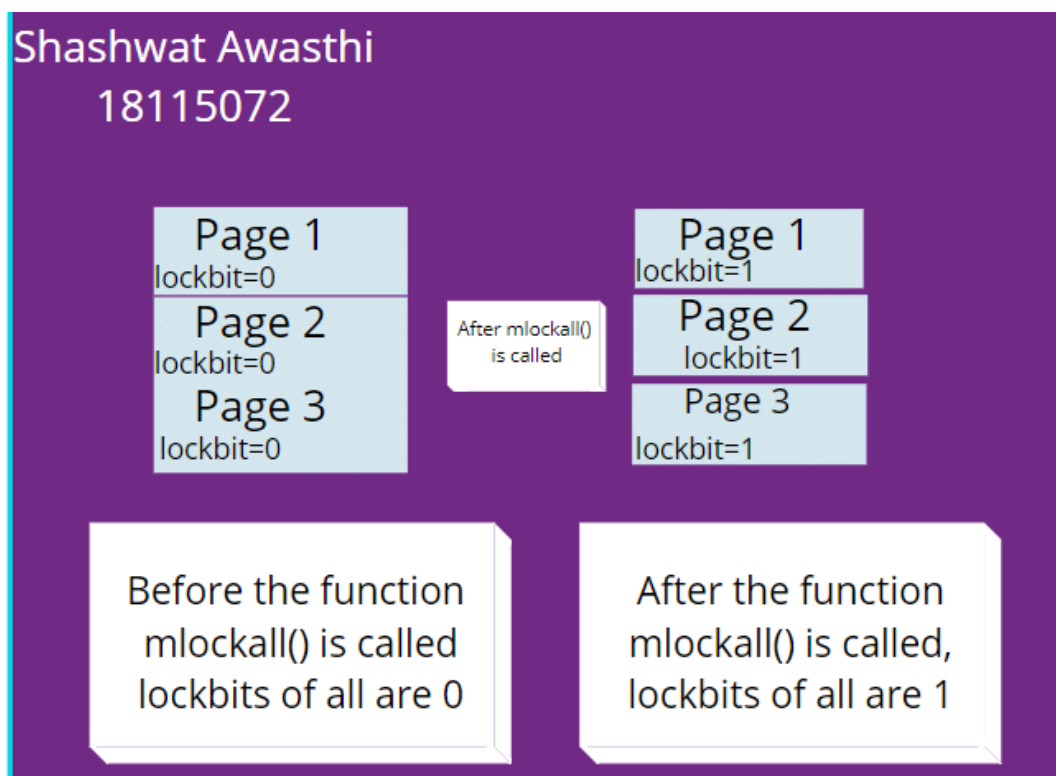 Shashwat Awasthi
18115072
Page 1
lockbit=0
Page 2
lockbit=0
Page 3
lockbit=0
After mlockall()
is called
Page 1
lockbit=1
Page 2
lockbit=1
Page 3
lockbit=1
Before the function
mlockall() is called
lockbits of all are 0
After the function
mlockall() is called,
lockbits of all are 1